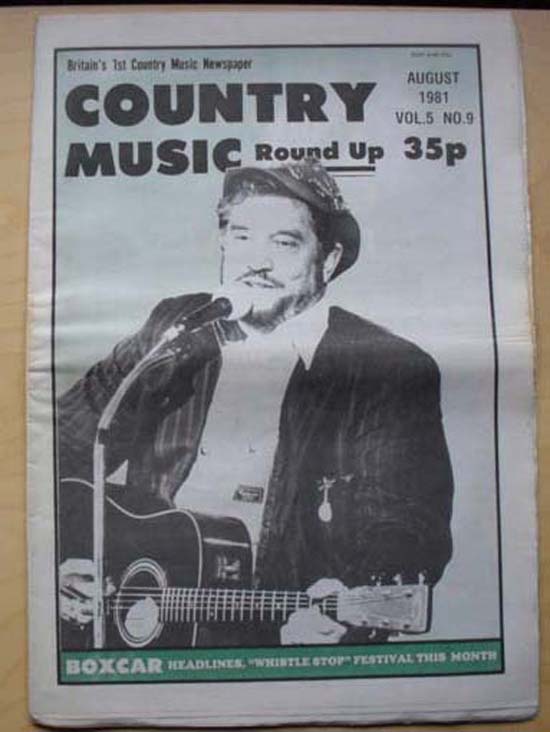 Britain's 1st Country Music Newspaper
COUNTRY
MUSIC Round Up
AUGUST
1981
VOL.5 NO.9
35p
BOXCAR HEADLINES, "WHISTLE STOP" FESTIVAL THIS MONTH